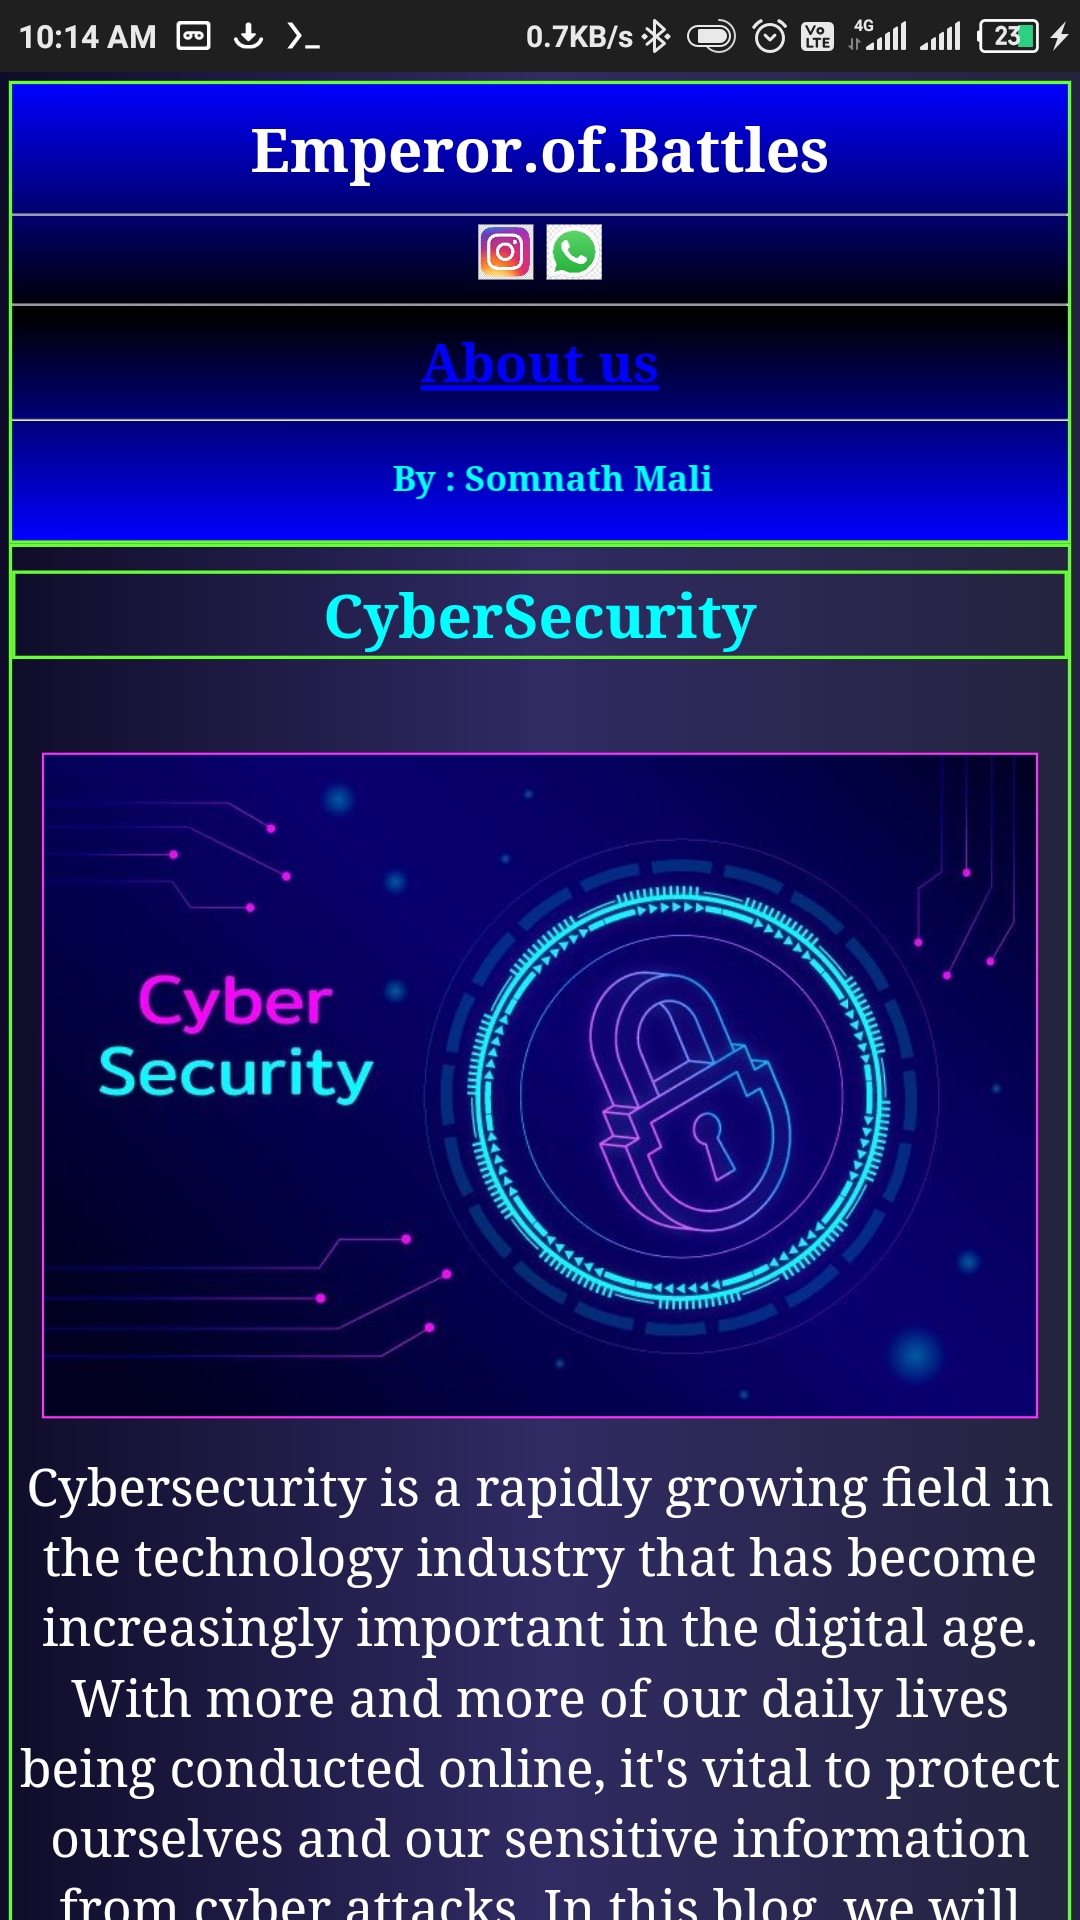 10:14 AM 0.7KB/s Vo LTE 4G 23
Emperor.of.Battles
About us
By : Somnath Mali
CyberSecurity
Cyber
Security
Cybersecurity is a rapidly growing field in
the technology industry that has become
increasingly important in the digital age.
With more and more of our daily lives
being conducted online, it's vital to protect
ourselves and our sensitive information
from cyber attacks. In this blog, we will